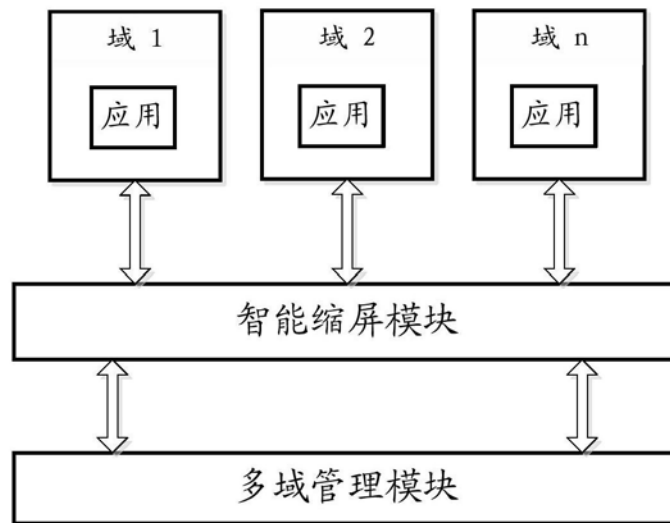 域 1
域 2
域 n
应用
应用
应用
智能缩屏模块
多域管理模块